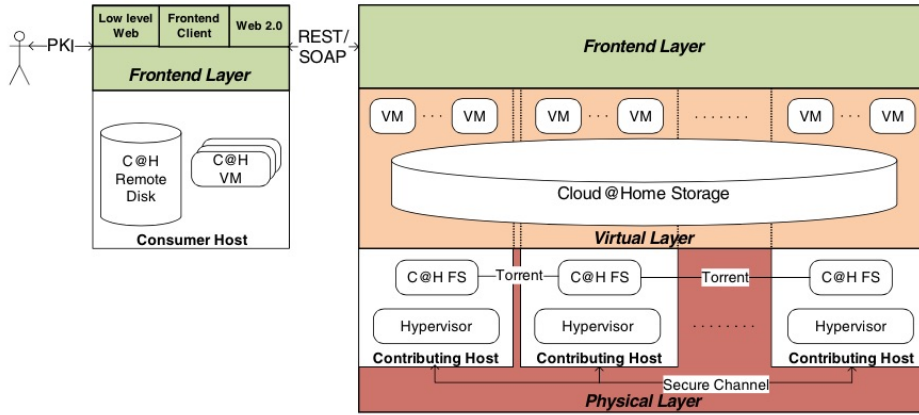 Low level
Web
Frontend
Client
Web 2.0
PKI
REST/
SOAP
Frontend Layer
Frontend Layer
C@H
Remote
Disk
C@H
VM
Consumer Host
VM ··· VM
VM ··· VM
·······
VM ··· VM
Cloud@Home Storage
Virtual Layer
C@H FS
Torrent
C@H FS
Torrent
C@H FS
Hypervisor
Hypervisor
········
Hypervisor
Contributing Host
Contributing Host
Contributing Host
Secure Channel
Physical Layer